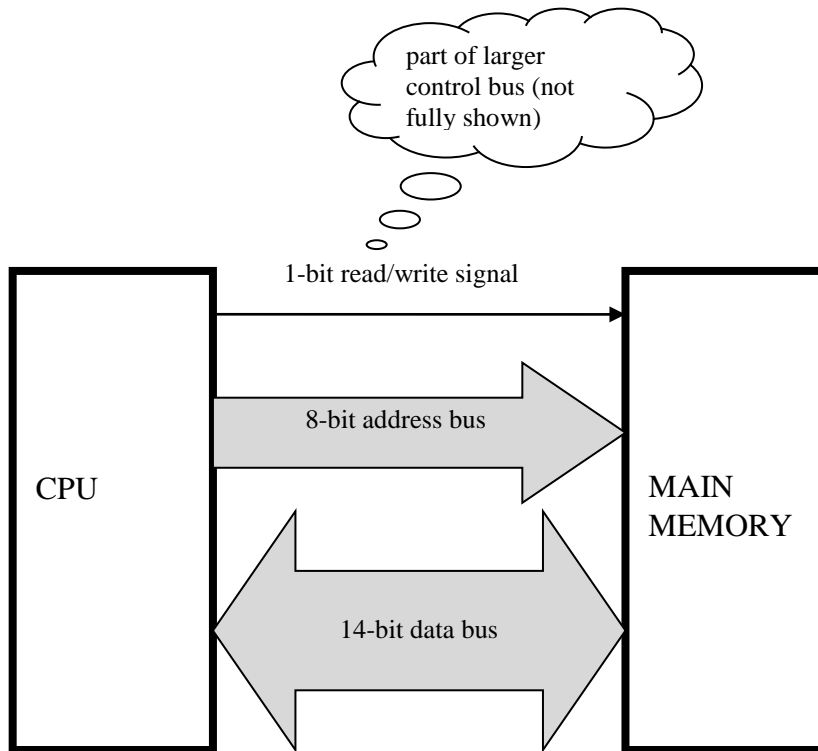 part of larger
control bus (not
fully shown)
1-bit read/write signal
8-bit address bus
CPU
MAIN
MEMORY
14-bit data bus